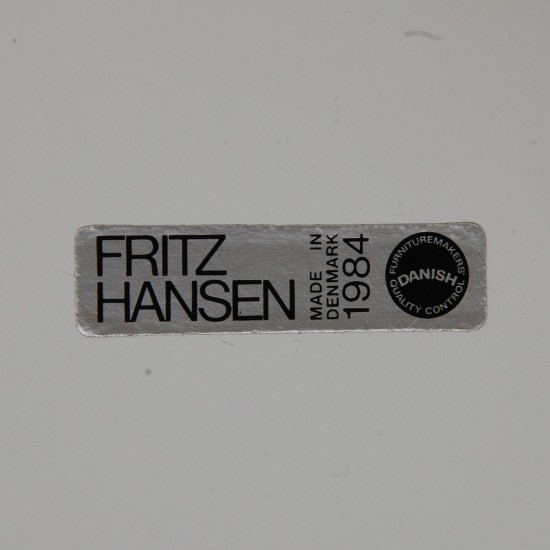 FRITZ
HANSEN
MADE IN
DENMARK
1984
FURNITUREMAKERS'
DANISH
QUALITY CONTROL